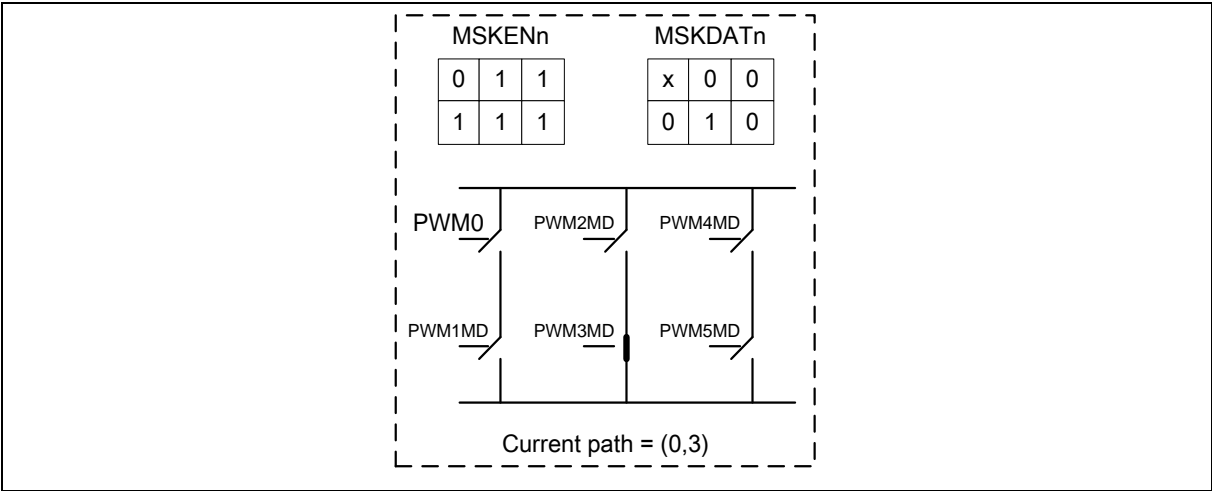 MSKENn MSKDATn
0 1 1 x 0 0
1 1 1 0 1 0
PWM0 PWM2MD PWM4MD
PWM1MD PWM3MD PWM5MD
Current path = (0,3)